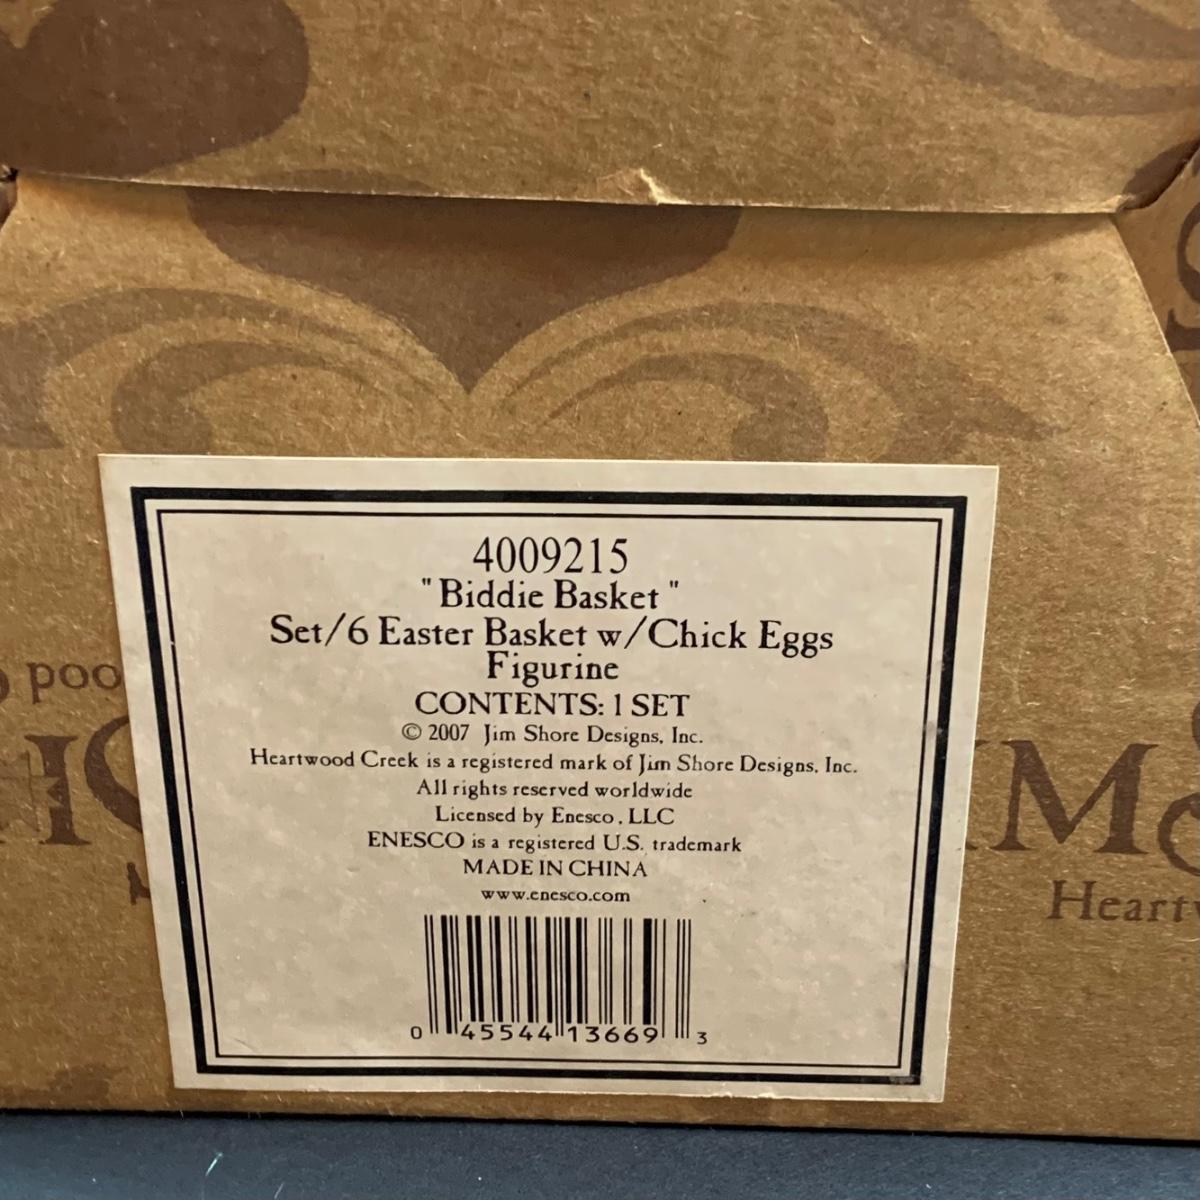 4009215
"Biddie Basket"
Set/6 Easter Basket w/Chick Eggs
Figurine
CONTENTS: 1 SET
© 2007 Jim Shore Designs, Inc.
Heartwood Creek is a registered mark of Jim Shore Designs, Inc.
All rights reserved worldwide
Licensed by Enesco, LLC
ENESCO is a registered U.S. trademark
MADE IN CHINA
www.enesco.com
0 45544 13669 3